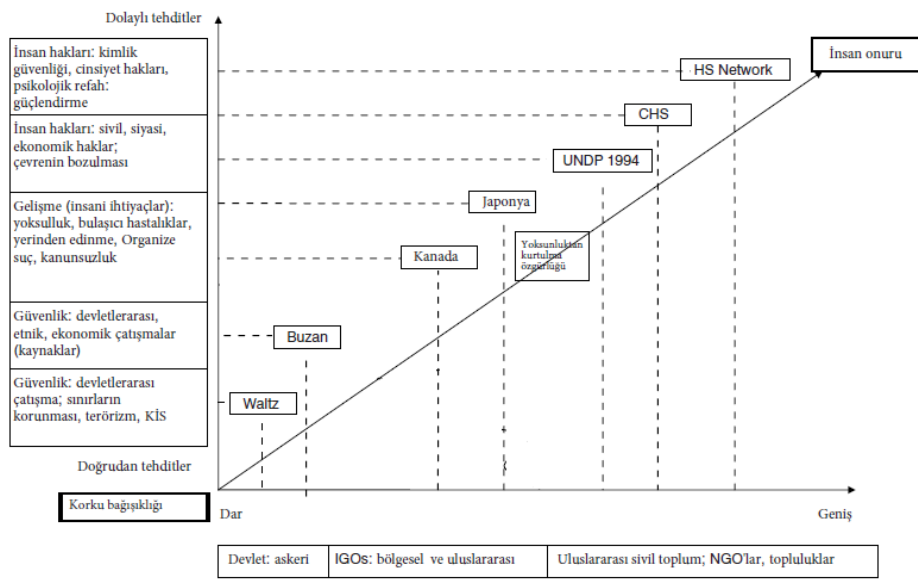 Dolaylı tehditler
İnsan hakları: kimlik
güvenliği, cinsiyet hakları,
psikolojik refah:
güçlendirme
İnsan hakları: sivil, siyasi,
ekonomik haklar;
çevrenin bozulması
Gelişme (insani ihtiyaçlar):
yoksulluk, bulaşıcı hastalıklar,
yerinden edinme, Organize
suç, kanunsuzluk
Güvenlik: devletlerarası,
etnik, ekonomik çatışmalar
(kaynaklar)
Güvenlik: devletlerarası
çatışma; sınırların
korunması, terörizm, KİS
Doğrudan tehditler
Korku bağışıklığı
İnsan onuru
HS Network
CHS
UNDP 1994
Japonya
Yoksunluktan
kurtulma
özgürlüğü
Kanada
Buzan
Waltz
Dar
Geniş
Devlet: askeri
IGOs: bölgesel ve uluslararası
Uluslararası sivil toplum; NGO'lar, topluluklar